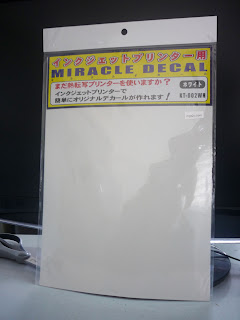 インクジェットプリンター用
MIRACLE DECAL
まだ熱転写プリンターを使いますか?
インクジェットプリンターで
簡単にオリジナルデカールが作れます!
ホワイト